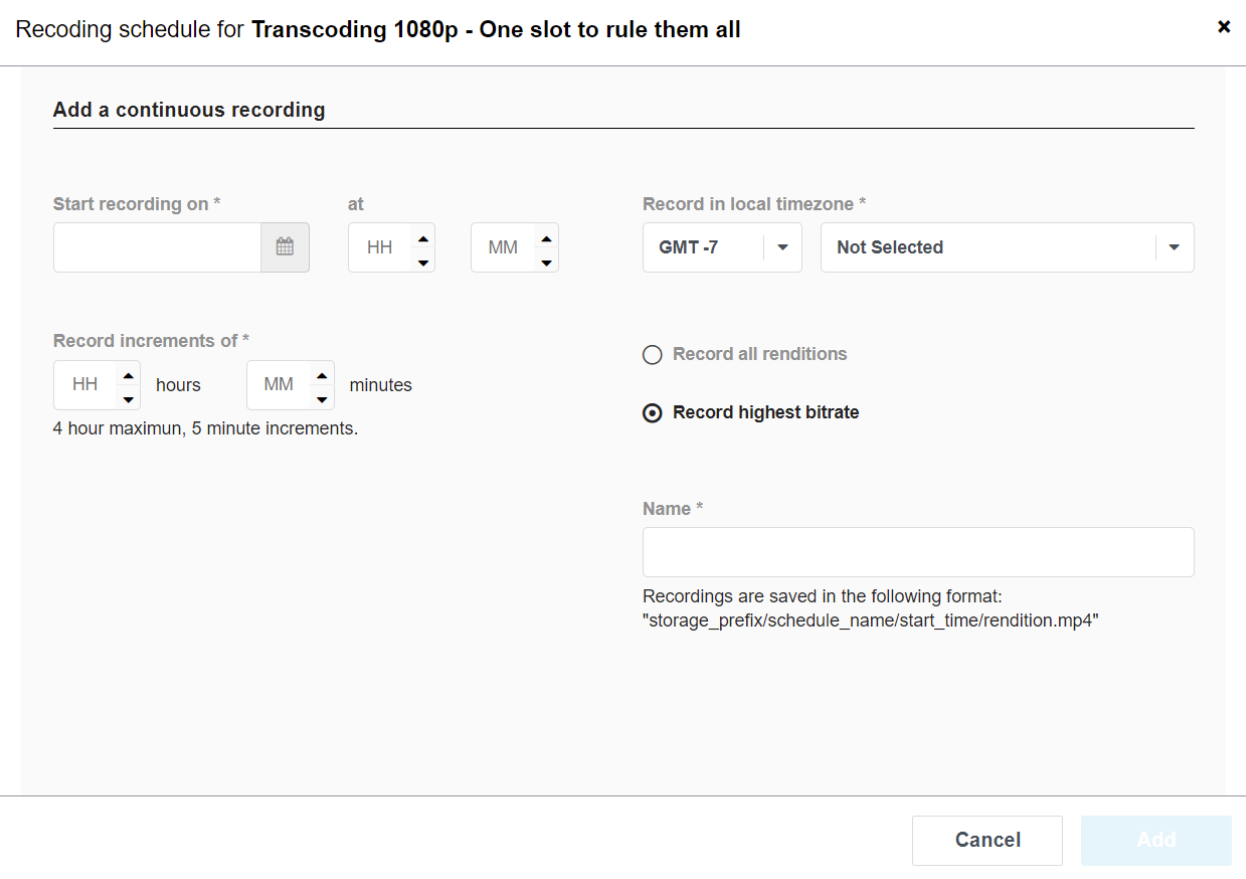 Recoding schedule for Transcoding 1080p - One slot to rule them all
Add a continuous recording
Start recording on * at Record in local timezone *
HH MM GMT -7 Not Selected
Record increments of *
Record all renditions
HH hours MM minutes
Record highest bitrate
4 hour maximun, 5 minute increments.
Name *
Recordings are saved in the following format:
"storage_prefix/schedule_name/start_time/rendition.mp4"
Cancel Add